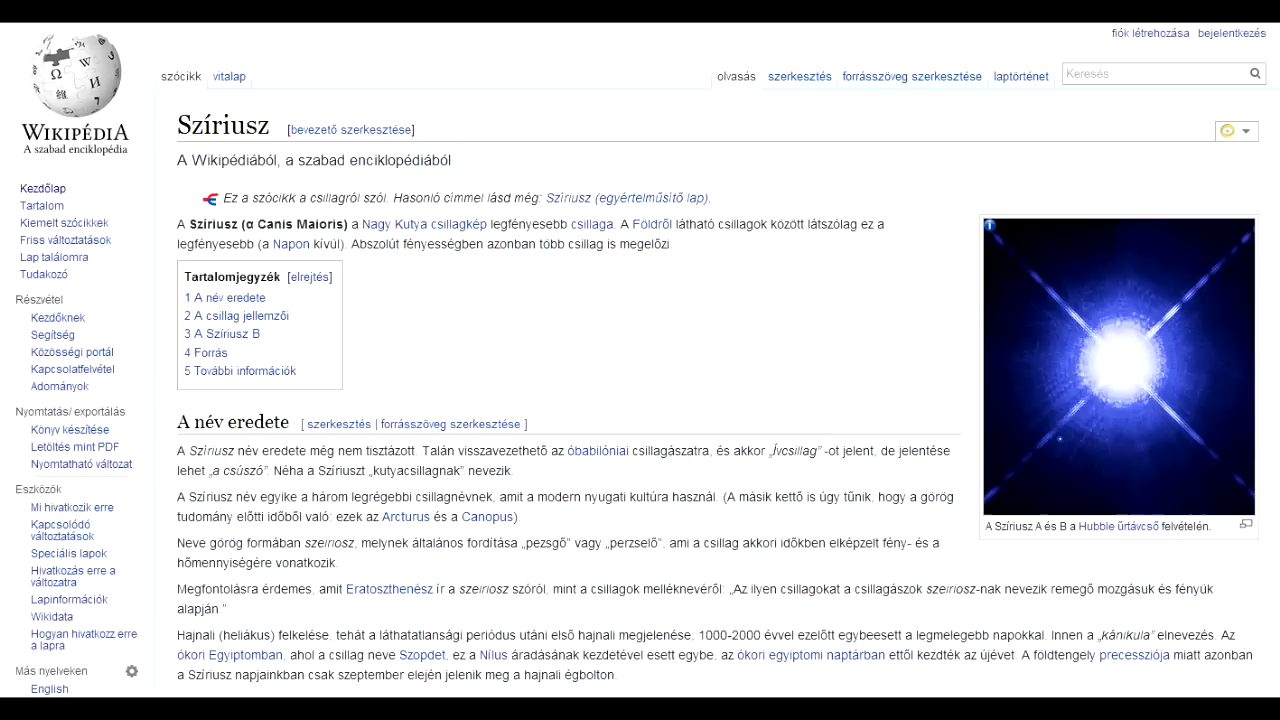 fiók létrehozása bejelentkezés
WIKIPÉDIA
A szabad enciklopédia
szócikk vitalap
olvasás szerkesztés forrásszöveg szerkesztése laptörténet
Keresés
Szíriusz [bevezető szerkesztése]
A Wikipédiából, a szabad enciklopédiából
Ez a szócikk a csillagról szól. Hasonló címmel lásd még: Szíriusz (egyértelműsítő lap).
A Szíriusz (α Canis Maioris) a Nagy Kutya csillagkép legfényesebb csillaga. A Földről látható csillagok között látszólag ez a
legfényesebb (a Napon kívül). Abszolút fényességben azonban több csillag is megelőzi.
Tartalomjegyzék [elrejtés]
1 A név eredete
2 A csillag jellemzői
3 A Szíriusz B
4 Forrás
5 További információk
A Szíriusz A és B a Hubble űrtávcső felvételén.
A név eredete [ szerkesztés | forrásszöveg szerkesztése ]
A Szíriusz név eredete még nem tisztázott. Talán visszavezethető az óbabilóniai csillagászatra, és akkor „Ívcsillag”-ot jelent, de jelentése
lehet „a csúszó”. Néha a Szíriuszt „kutyacsillagnak” nevezik.
A Szíriusz név egyike a három legrégebbi csillagnévnek, amit a modern nyugati kultúra használ. (A másik kettő is úgy tűnik, hogy a görög
tudomány előtti időből való: ezek az Arcturus és a Canopus).
Neve görög formában szeiriosz, melynek általános fordítása „pezsgő” vagy „perzselő”, ami a csillag akkori időkben elképzelt fény- és a
hőmennyiségére vonatkozik.
Megfontolásra érdemes, amit Eratoszthenész ír a szeiriosz szóról, mint a csillagok melléknevéről: „Az ilyen csillagokat a csillagászok szeiriosz-nak nevezik remegő mozgásuk és fényük
alapján.”
Hajnali (heliákus) felkelése, tehát a láthatatlansági periódus utáni első hajnali megjelenése, 1000-2000 évvel ezelőtt egybeesett a legmelegebb napokkal. Innen a „kánikula” elnevezés. Az
ókori Egyiptomban, ahol a csillag neve Szopdet, ez a Nílus áradásának kezdetével esett egybe, az ókori egyiptomi naptárban ettől kezdték az újévet. A földtengely precessziója miatt azonban
a Szíriusz napjainkban csak szeptember elején jelenik meg a hajnali égbolton.
Kezdőlap
Tartalom
Kiemelt szócikkek
Friss változtatások
Lap találomra
Tudakozó
Részvétel
Kezdőknek
Segítség
Közösségi portál
Kapcsolatfelvétel
Adományok
Nyomtatás/ exportálás
Könyv készítése
Letöltés mint PDF
Nyomtatható változat
Eszközök
Mi hivatkozik erre
Kapcsolódó
változtatások
Speciális lapok
Hivatkozás erre a
változatra
Lapinformációk
Wikidata
Hogyan hivatkozz erre
a lapra
Más nyelveken
English